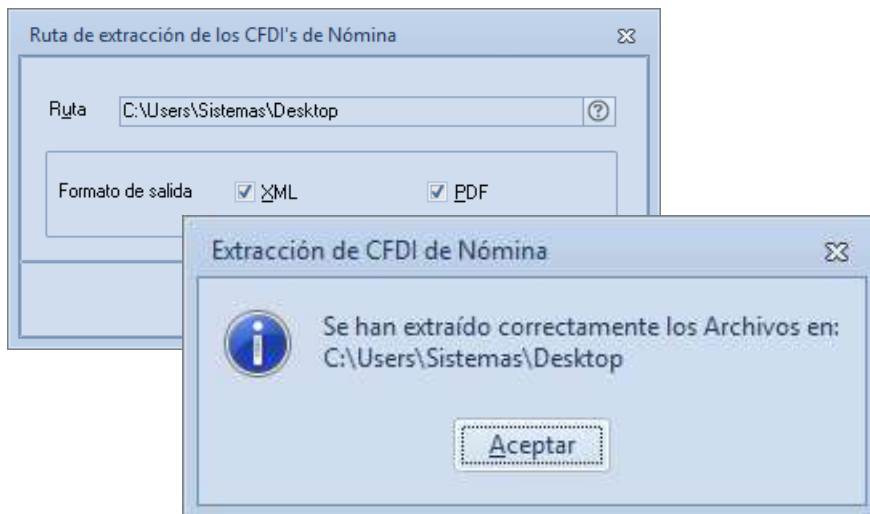 Ruta de extracción de los CFDI's de Nómina
Ruta C:\Users\Sistemas\Desktop
Formato de salida XML PDF
Extracción de CFDI de Nómina
Se han extraído correctamente los Archivos en:
C:\Users\Sistemas\Desktop
Aceptar